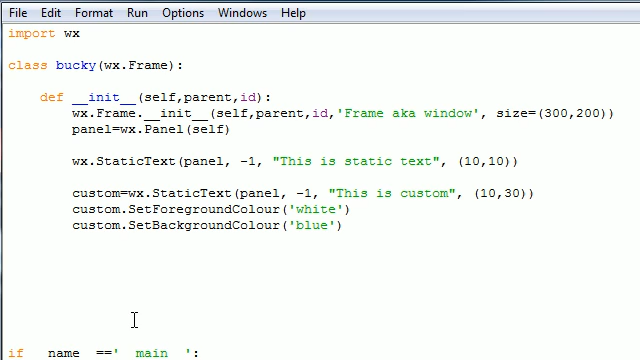 File Edit Format Run Options Windows Help
import wx
class bucky(wx.Frame):
def __init__(self,parent,id):
wx.Frame.__init__(self,parent,id,'Frame aka window', size=(300,200))
panel=wx.Panel(self)
wx.StaticText(panel, -1, "This is static text", (10,10))
custom=wx.StaticText(panel, -1, "This is custom", (10,30))
custom.SetForegroundColour('white')
custom.SetBackgroundColour('blue')
if __name__=='__main__':